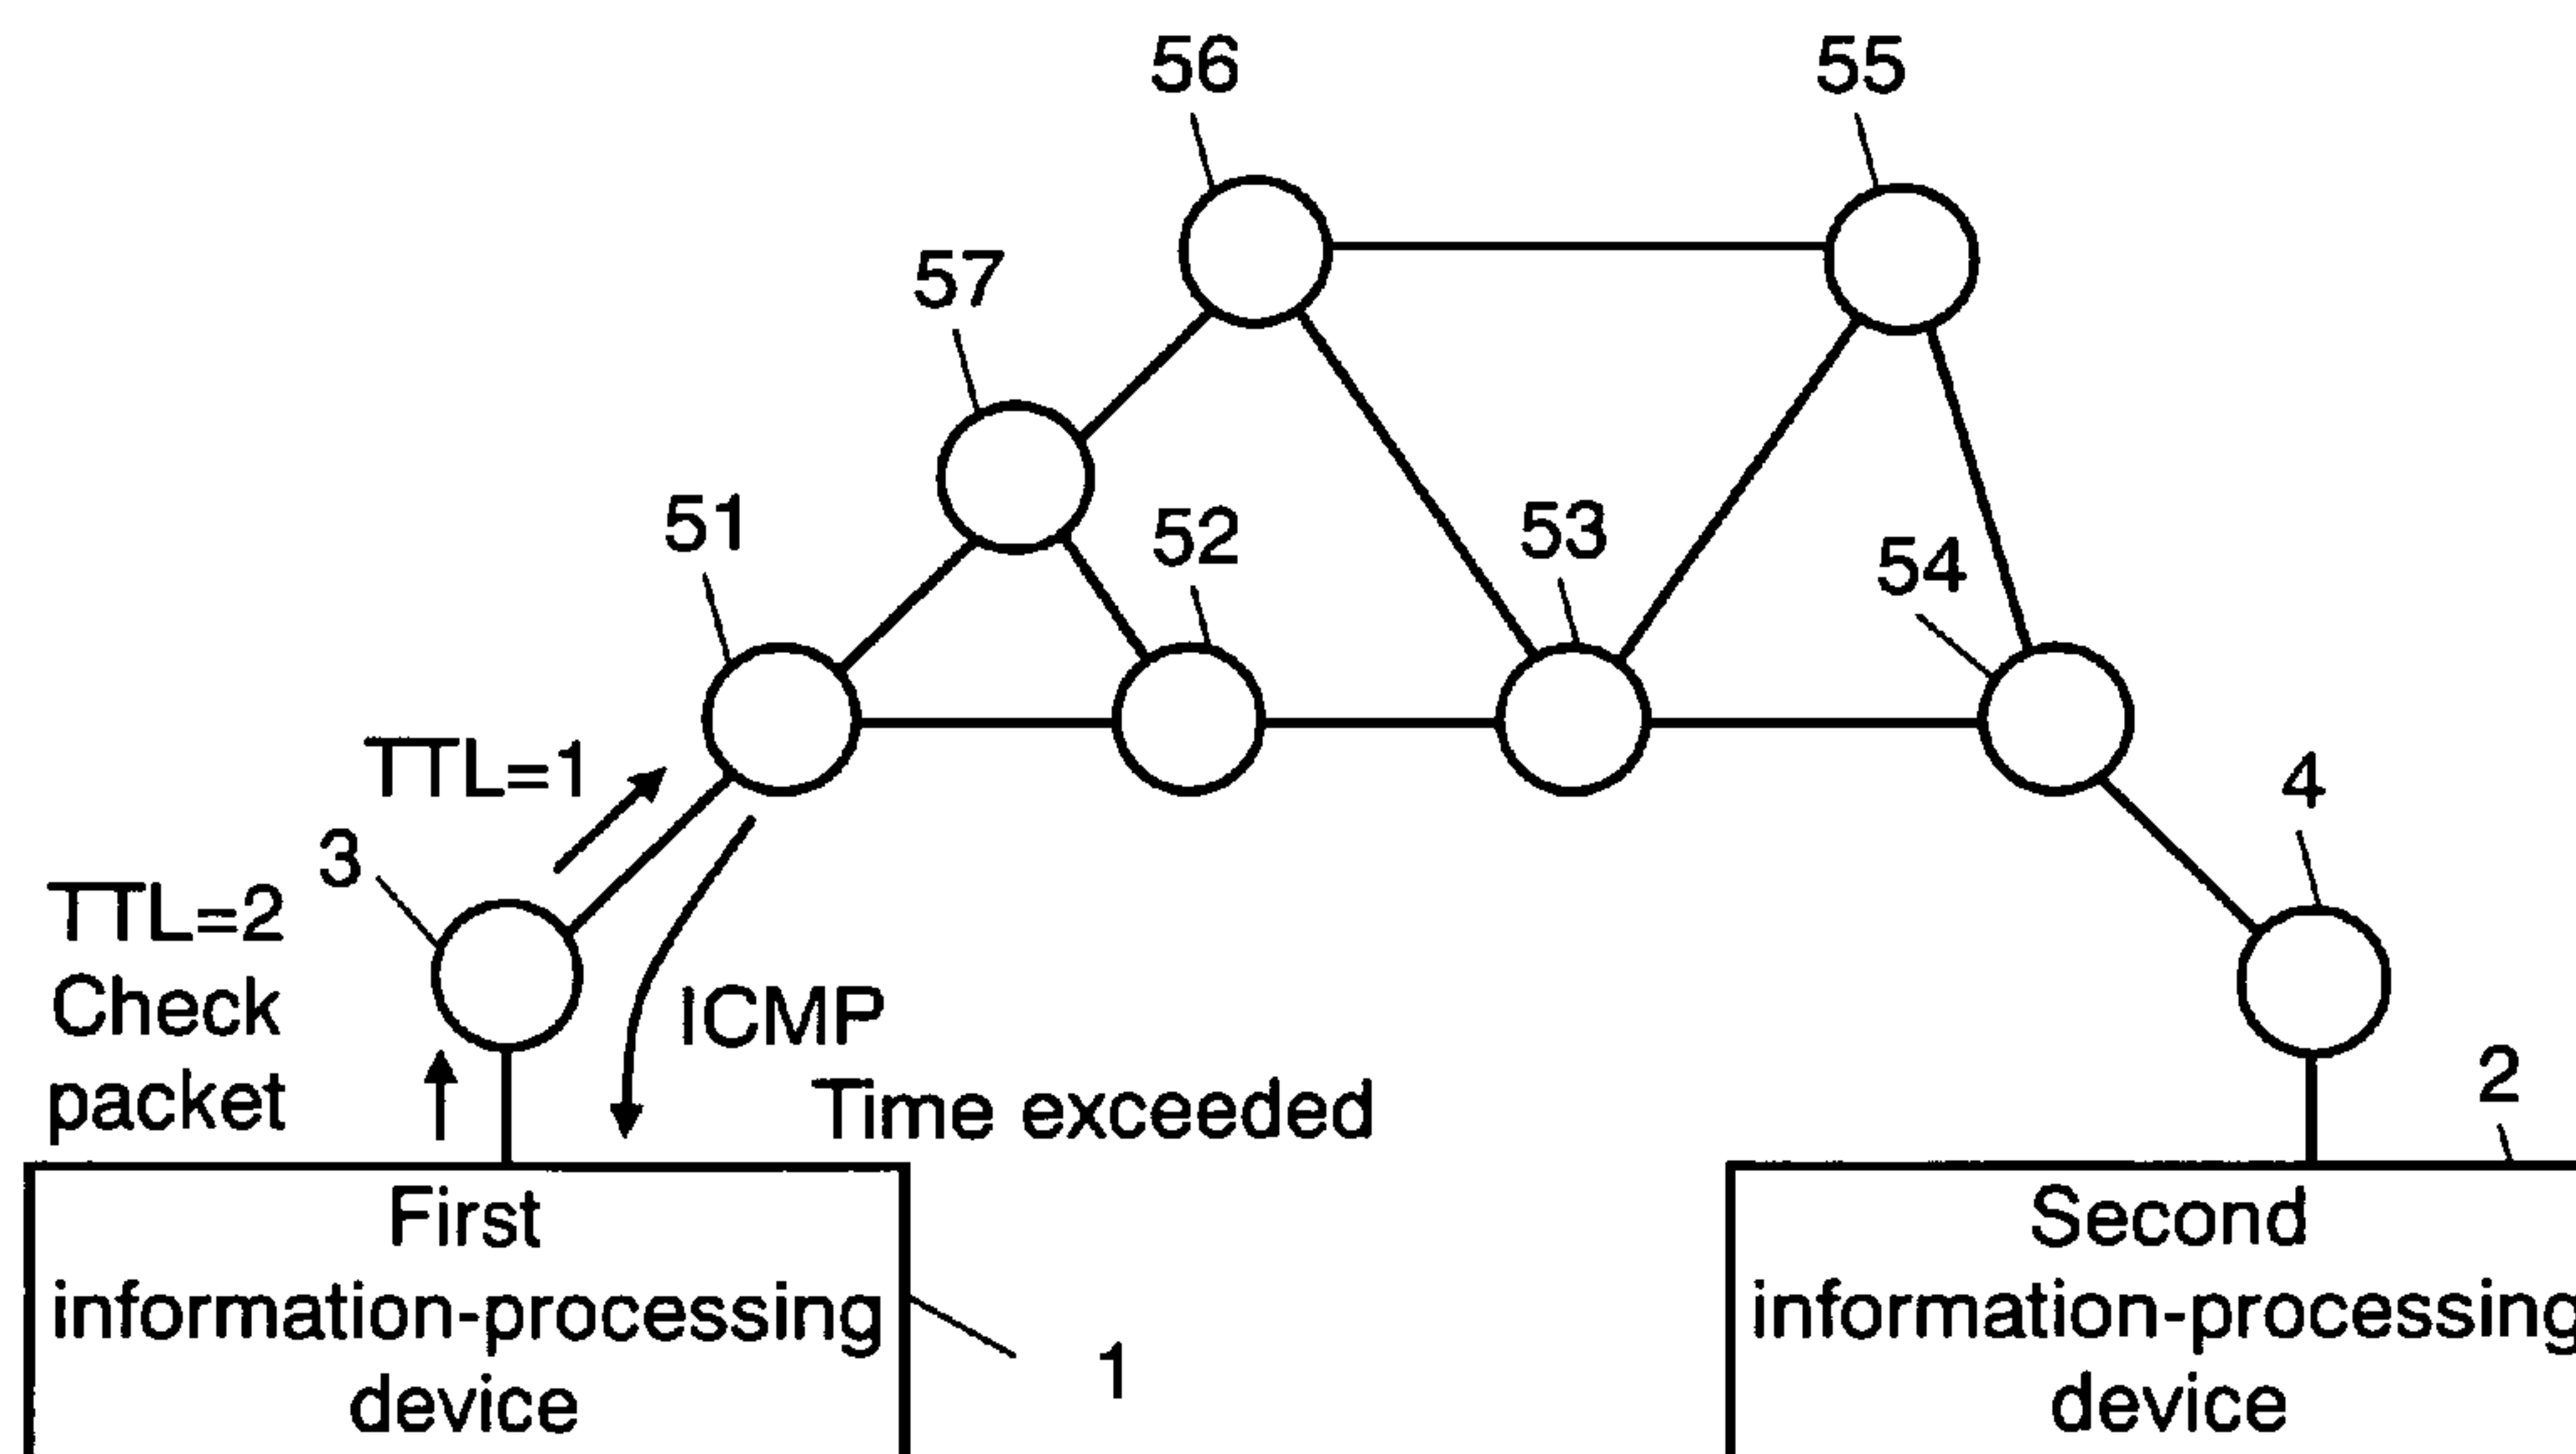 56
55
57
51
52
53
54
TTL=1
3
4
TTL=2
Check
packet
ICMP
Time exceeded
2
First
information-processing
device
1
Second
information-processing
device